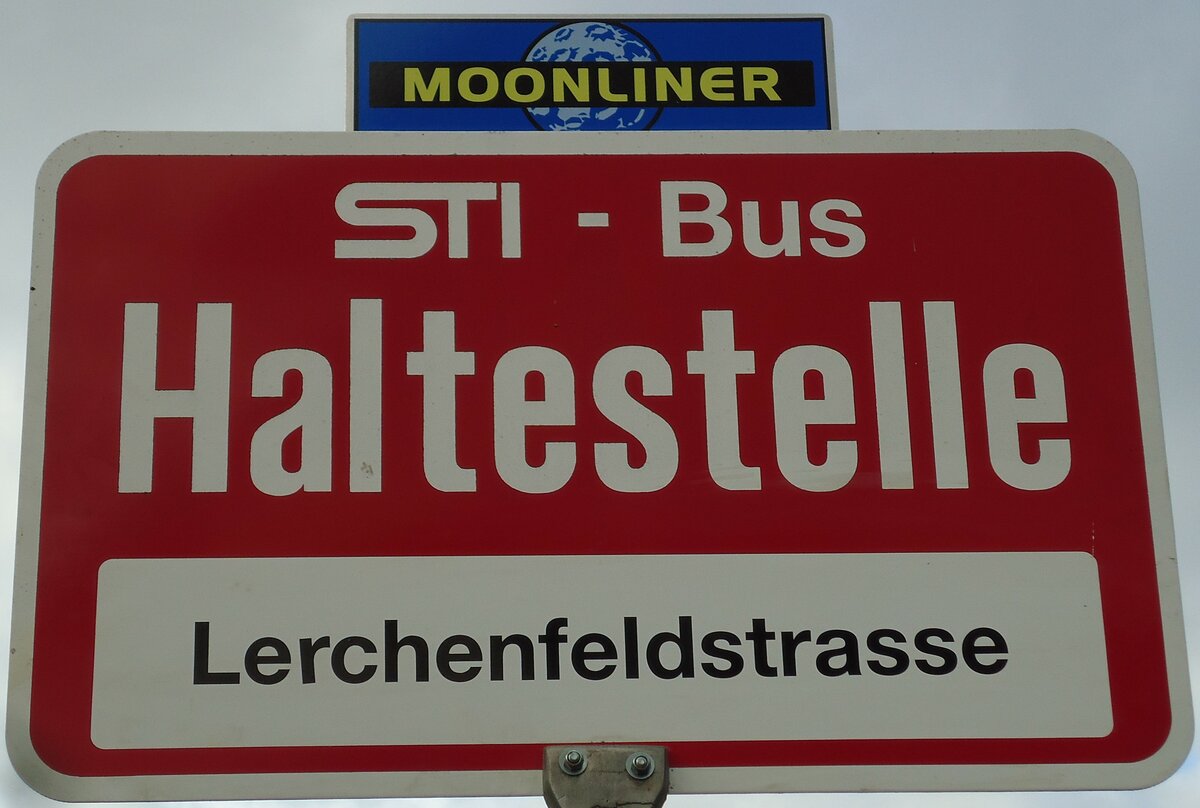 MOONLINER
STI - Bus
Haltestelle
Lerchenfeldstrasse